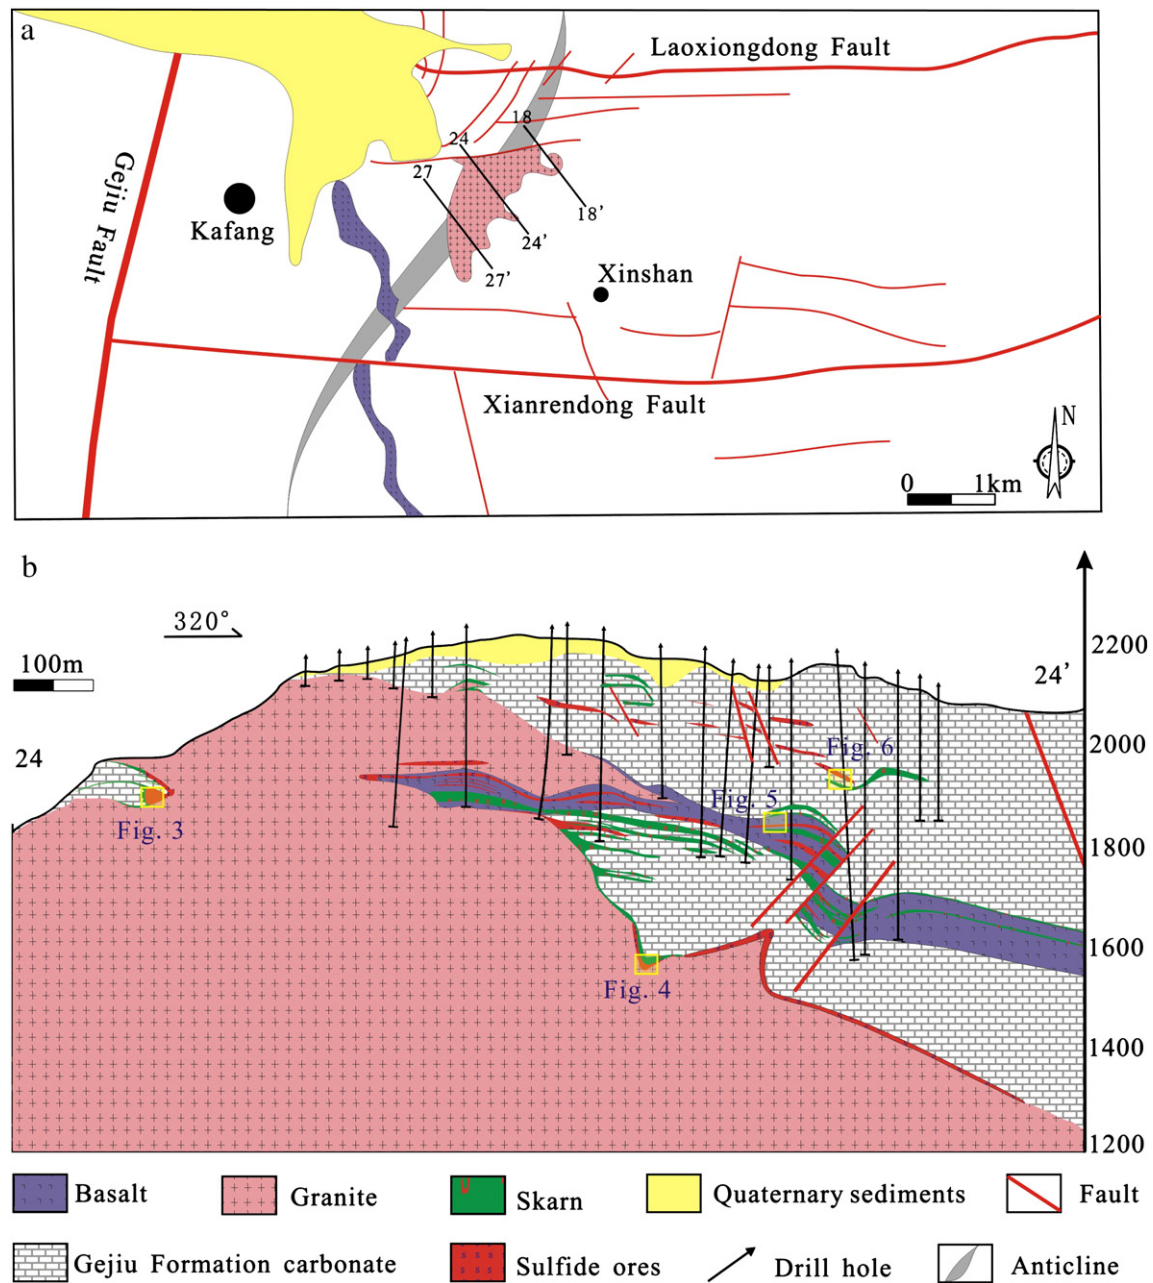 a
Laoxiongdong Fault
Gejiu Fault
18
24
27
Kafang
18'
24'
27'
Xinshan
Xianrendong Fault
N
0 1km
b
320°
100m
2200
24'
24
2000
Fig. 6
Fig. 5
Fig. 3
1800
1600
Fig. 4
1400
1200
Basalt
Granite
Skarn
Quaternary sediments
Fault
Gejiu Formation carbonate
Sulfide ores
Drill hole
Anticline